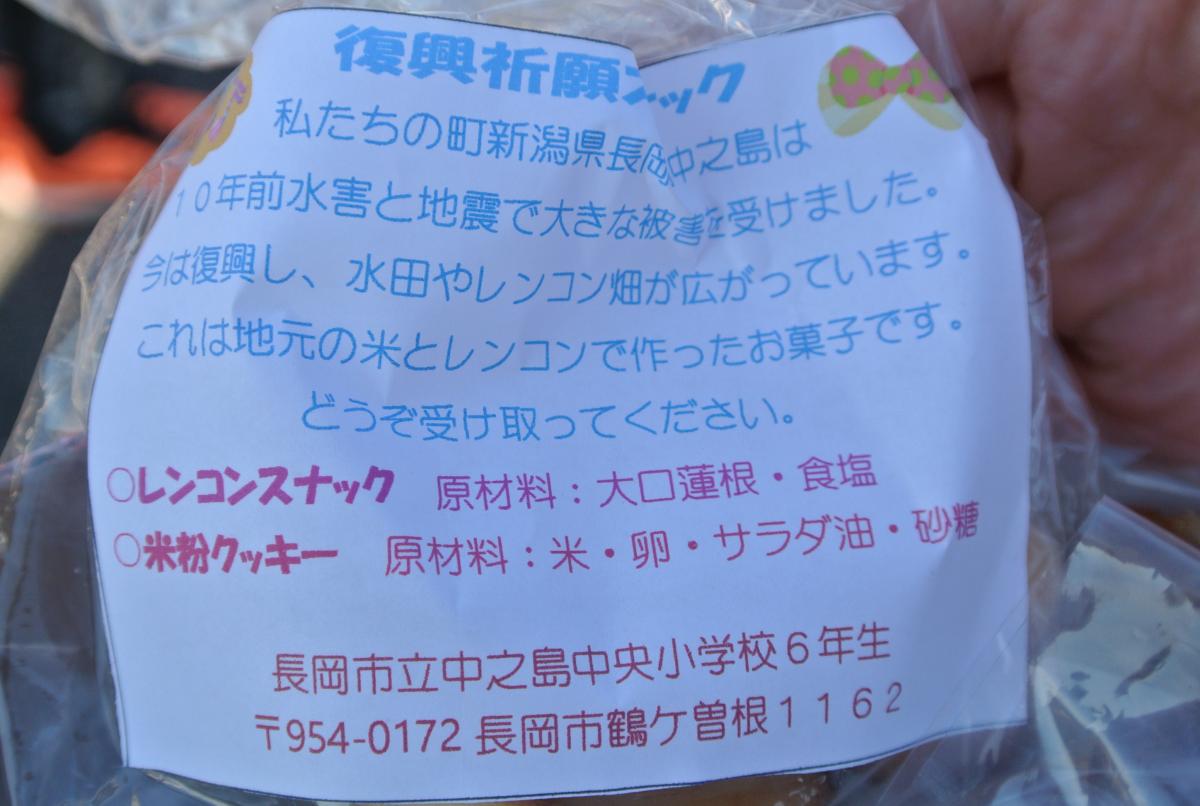 復興祈願スナック
私たちの町新潟県長岡中之島は
10年前水害と地震で大きな被害を受けました。
今は復興し、水田やレンコン畑が広がっています。
これは地元の米とレンコンで作ったお菓子です。
どうぞ受け取ってください。
○レンコンスナック 原材料:大口蓮根・食塩
○米粉クッキー 原材料:米・卵・サラダ油・砂糖
長岡市立中之島中央小学校6年生
〒954-0172 長岡市鶴ケ曽根1162